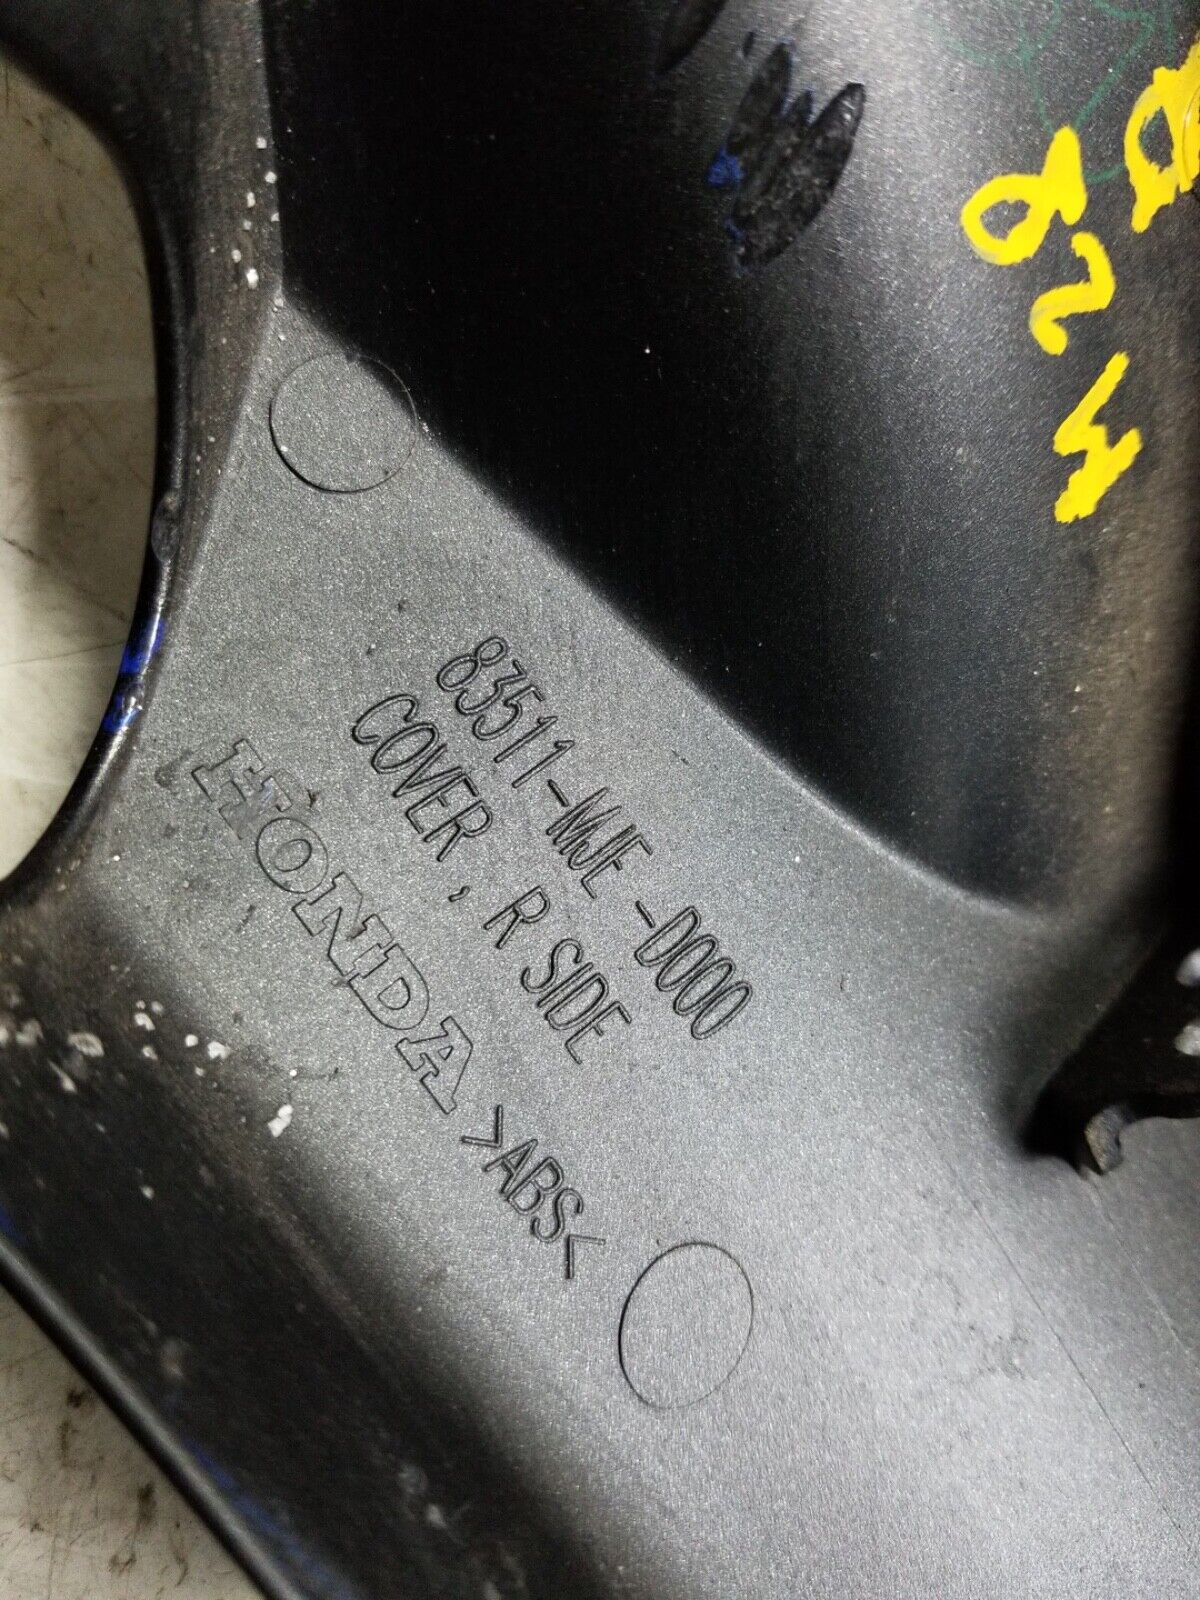 83511-MJE-D000
COVER, R SIDE
HONDA
>ABS<